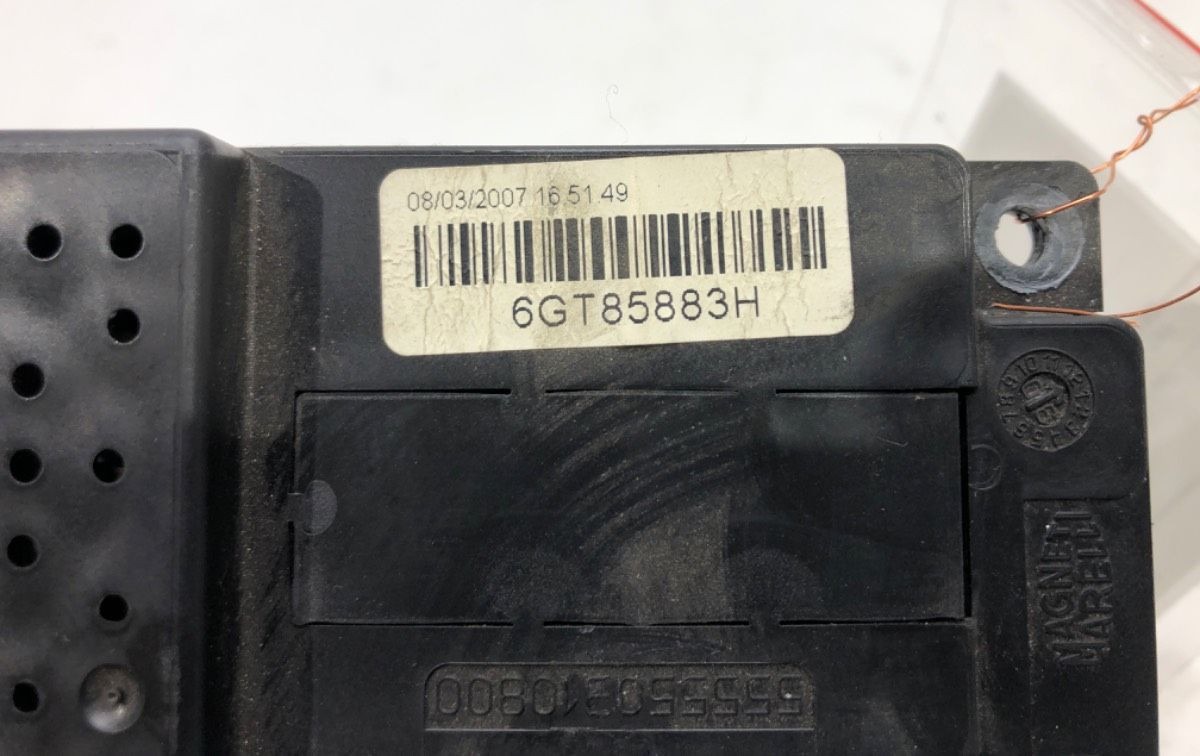 08/03/2007 16.51.49
6GT85883H
MAGNETI
MARELLI